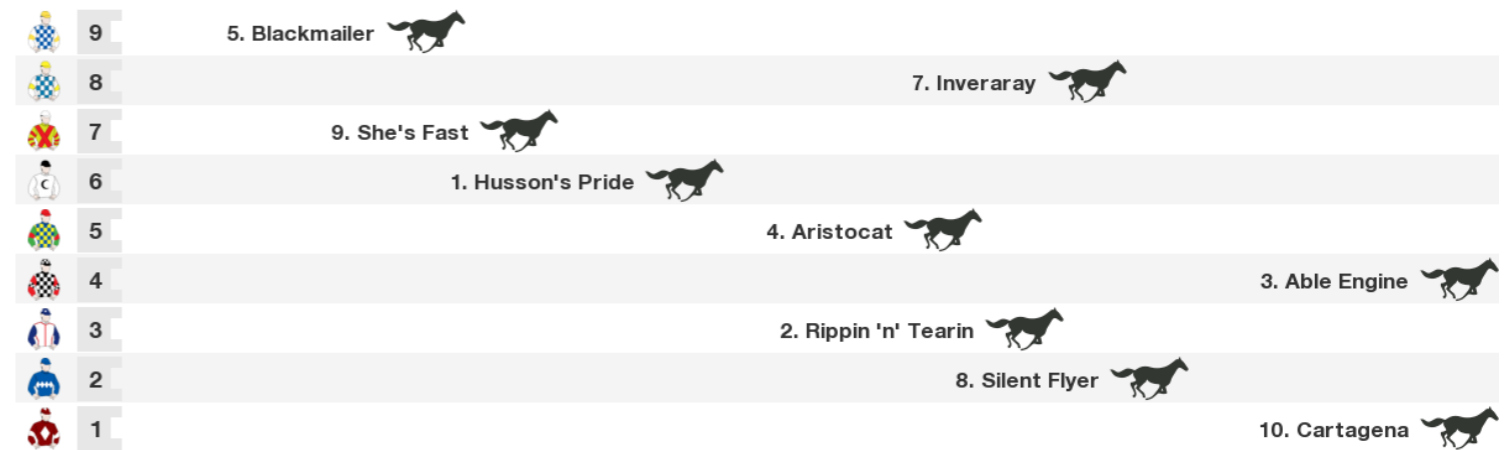 9 5. Blackmailer
8 7. Inveraray
7 9. She's Fast
6 1. Husson's Pride
C
5 4. Aristocat
4 3. Able Engine
3 2. Rippin 'n' Tearin
2 8. Silent Flyer
1 10. Cartagena